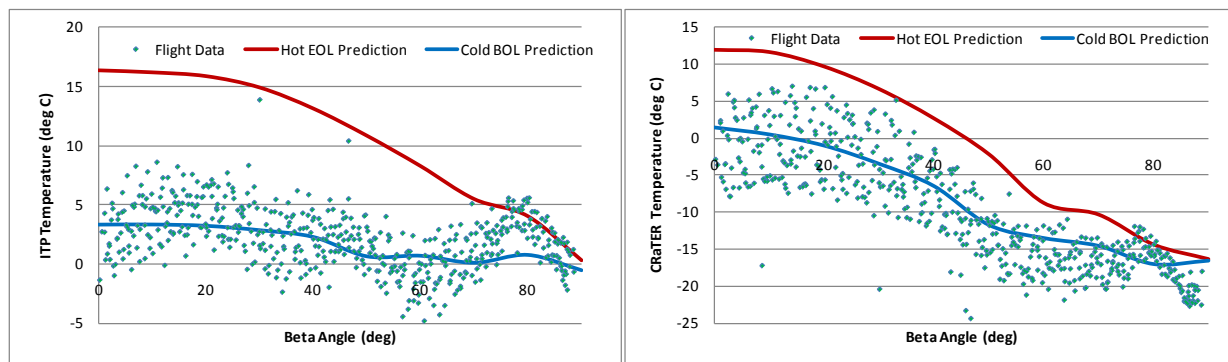 20
Flight Data Hot EOL Prediction Cold BOL Prediction
15
10
5
0
-5
0 20 40 60 80
ITP Temperature (deg C)
Beta Angle (deg)
15
Flight Data Hot EOL Prediction Cold BOL Prediction
10
5
0
-5
-10
-15
-20
-25
0 20 40 60 80
CRaTER Temperature (deg C)
Beta Angle (deg)